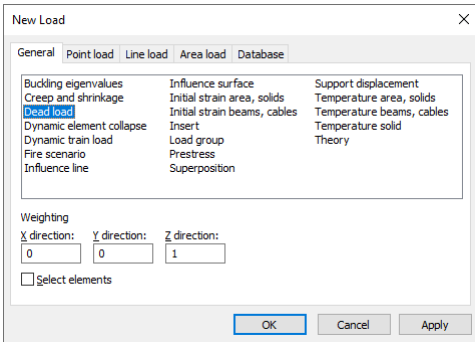 New Load
General Point load Line load Area load Database
Buckling eigenvalues Influence surface Support displacement
Creep and shrinkage Initial strain area, solids Temperature area, solids
Dead load Initial strain beams, cables Temperature beams, cables
Dynamic element collapse Insert Temperature solid
Dynamic train load Load group Theory
Fire scenario Prestress
Influence line Superposition
Weighting
X direction: Y direction: Z direction:
0 0 1
Select elements
OK Cancel Apply